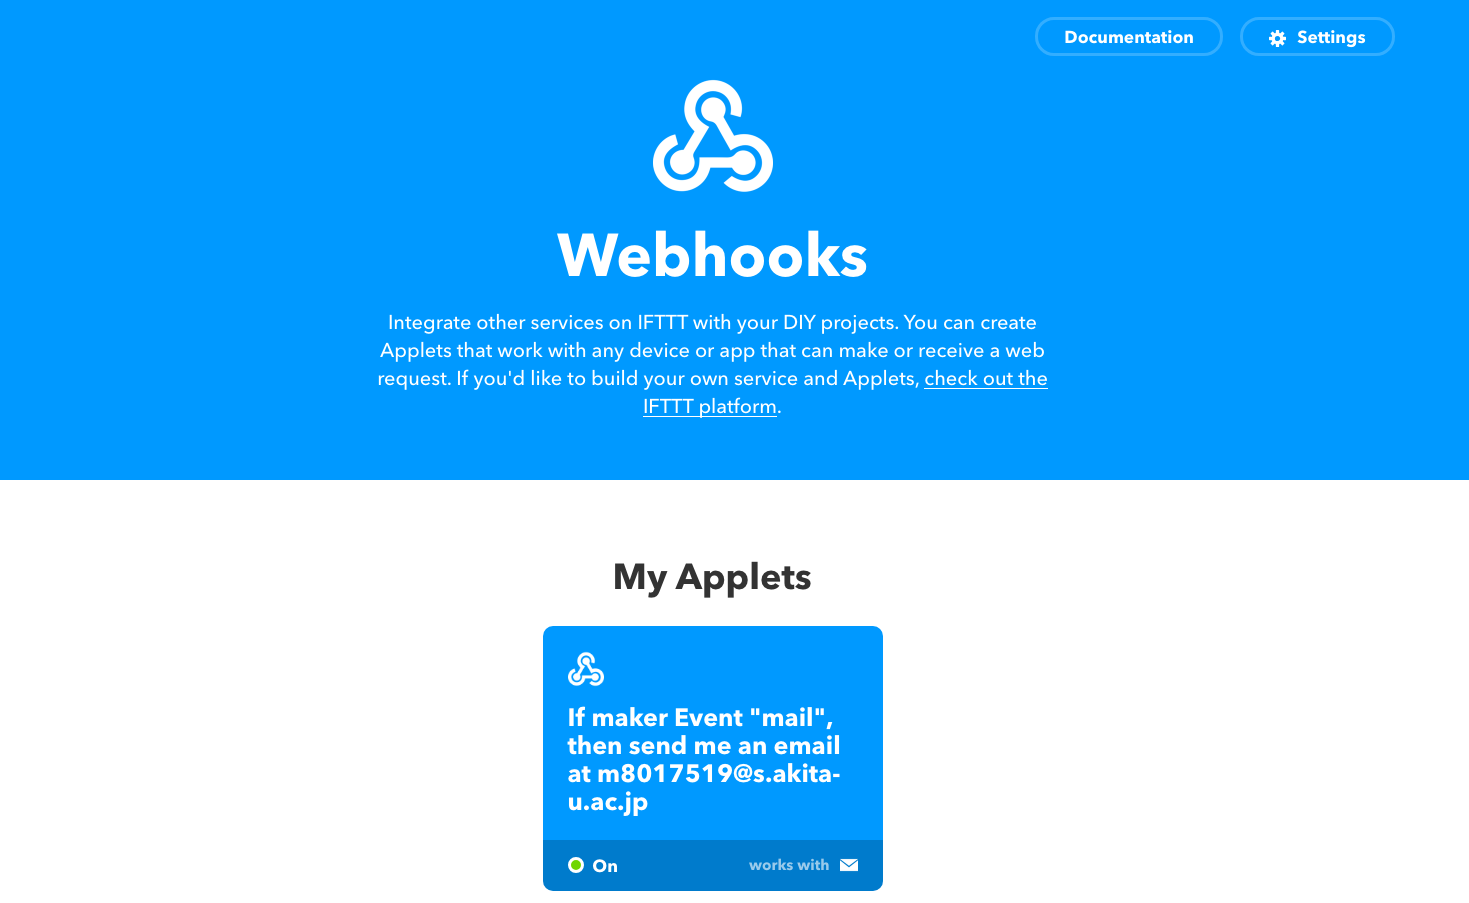 Documentation
Settings
Webhooks
Integrate other services on IFTTT with your DIY projects. You can create
Applets that work with any device or app that can make or receive a web
request. If you'd like to build your own service and Applets, check out the
IFTTT platform.
My Applets
If maker Event "mail",
then send me an email
at m8017519@s.akita-
u.ac.jp
On
works with